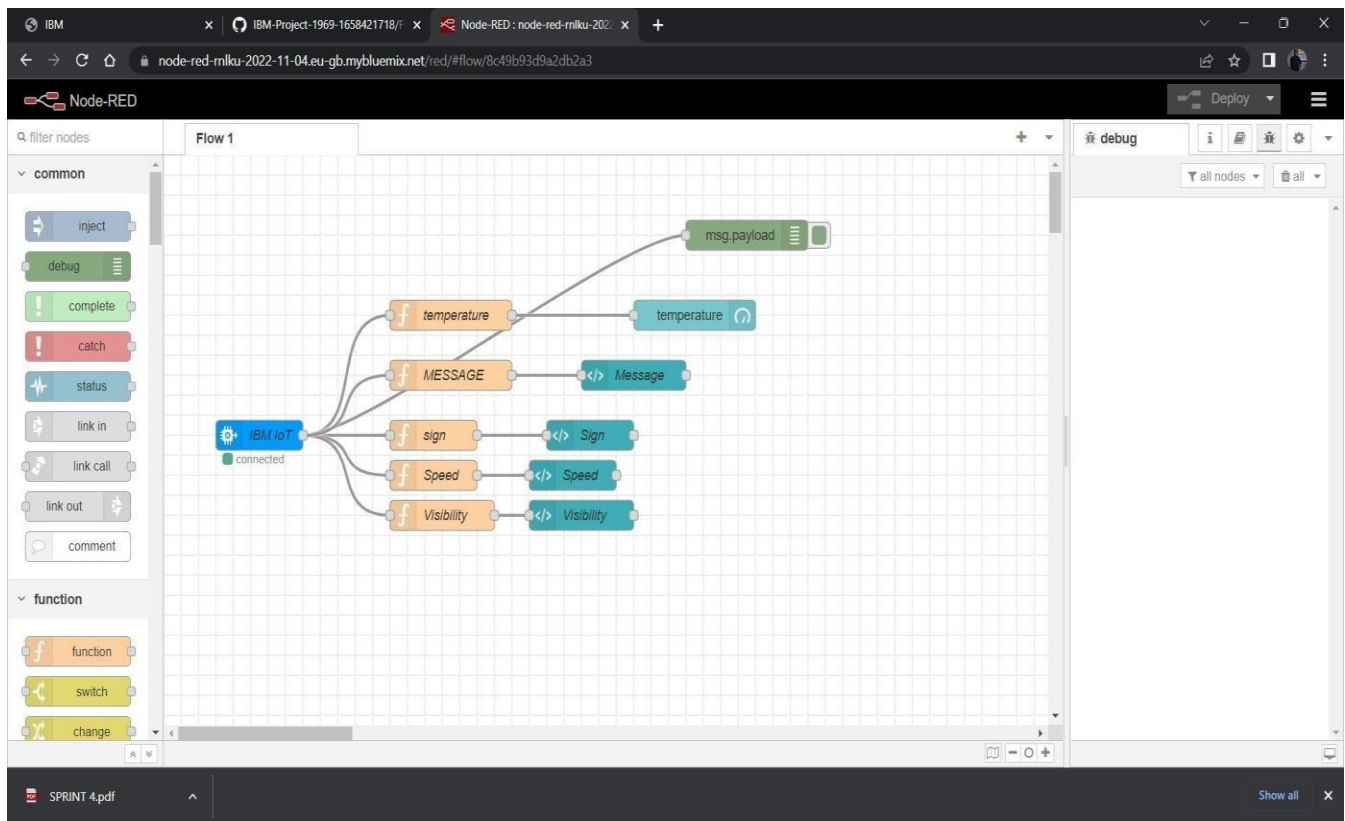 IBM
IBM-Project-1969-1658421718/F
Node-RED : node-red-rnlku-202
node-red-rnlku-2022-11-04.eu-gb.mybluemix.net/red/#flow/8c49b93d9a2db2a3
Node-RED
Deploy
filter nodes
Flow 1
debug
i
common
all nodes
all
inject
debug
complete
catch
status
link in
link call
link out
comment
function
function
switch
change
msg.payload
f temperature
temperature
f MESSAGE
</> Message
IBM IoT
connected
f sign
</> Sign
f Speed
</> Speed
f Visibility
</> Visibility
SPRINT 4.pdf
Show all